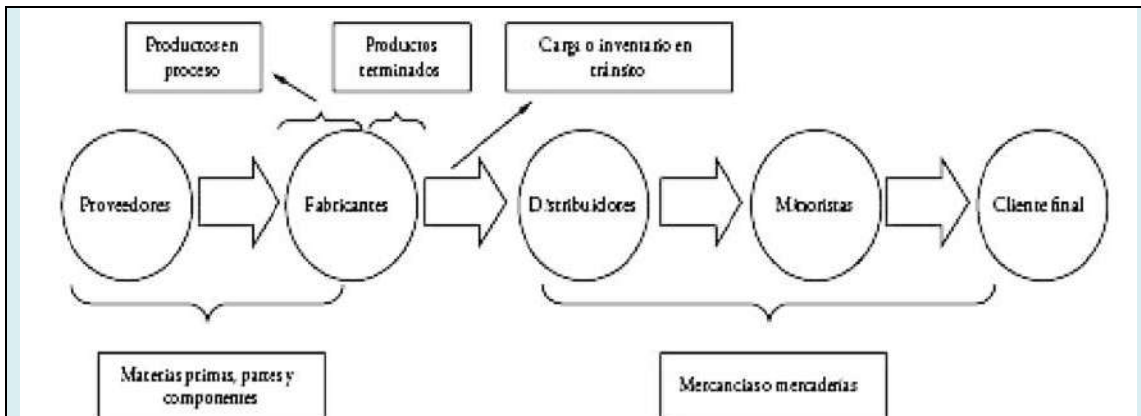 Productos en
proceso
Productos
terminados
Carga o inventario en
tránsito
Proveedores
Fabricantes
Distribuidores
Minoristas
Cliente final
Materias primas, partes y
componentes
Mercancias o mercaderías